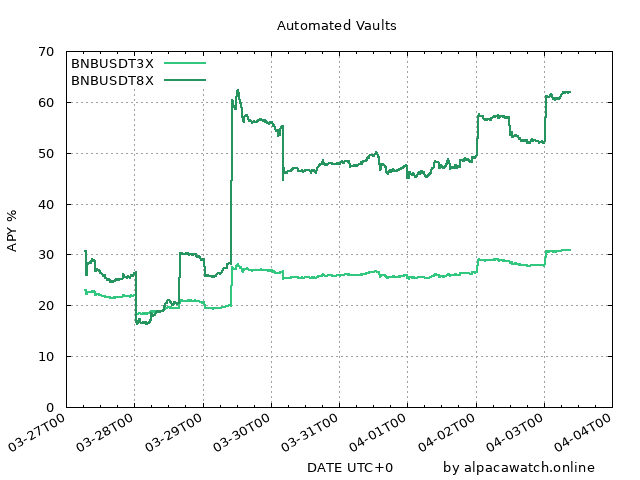 Automated Vaults
BNBUSDT3X
BNBUSDT8X
APY %
70
60
50
40
30
20
10
0
03-27T00
03-28T00
03-29T00
03-30T00
03-31T00
04-01T00
04-02T00
04-03T00
04-04T00
DATE UTC+0
by alpacawatch.online